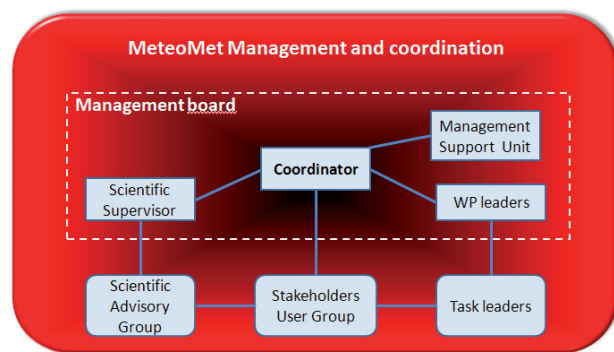 MeteoMet Management and coordination
Management board
Management
Support Unit
Coordinator
Scientific
Supervisor
WP leaders
Scientific
Advisory
Group
Stakeholders
User Group
Task leaders